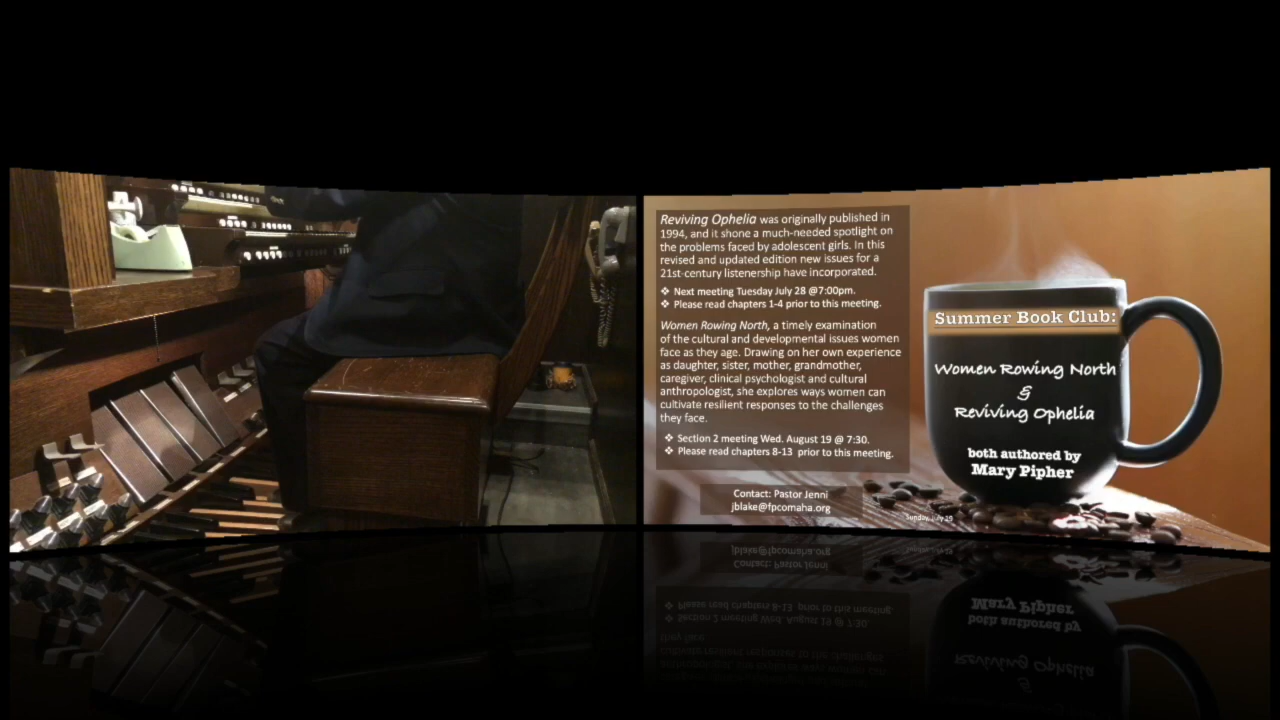 Reviving Ophelia was originally published in
1994, and it shone a much-needed spotlight on
the problems faced by adolescent girls. In this
revised and updated edition new issues for a
21st-century listenership have incorporated.
❖ Next meeting Tuesday July 28 @7:00pm.
❖ Please read chapters 1-4 prior to this meeting.
Women Rowing North, a timely examination
of the cultural and developmental issues women
face as they age. Drawing on her own experience
as daughter, sister, mother, grandmother,
caregiver, clinical psychologist and cultural
anthropologist, she explores ways women can
cultivate resilient responses to the challenges
they face.
❖ Section 2 meeting Wed. August 19 @ 7:30.
❖ Please read chapters 8-13 prior to this meeting.
Contact: Pastor Jenni
jblake@fpcomaha.org
Summer Book Club:
Women Rowing North
&
Reviving Ophelia
both authored by
Mary Pipher
Sunday, July 19